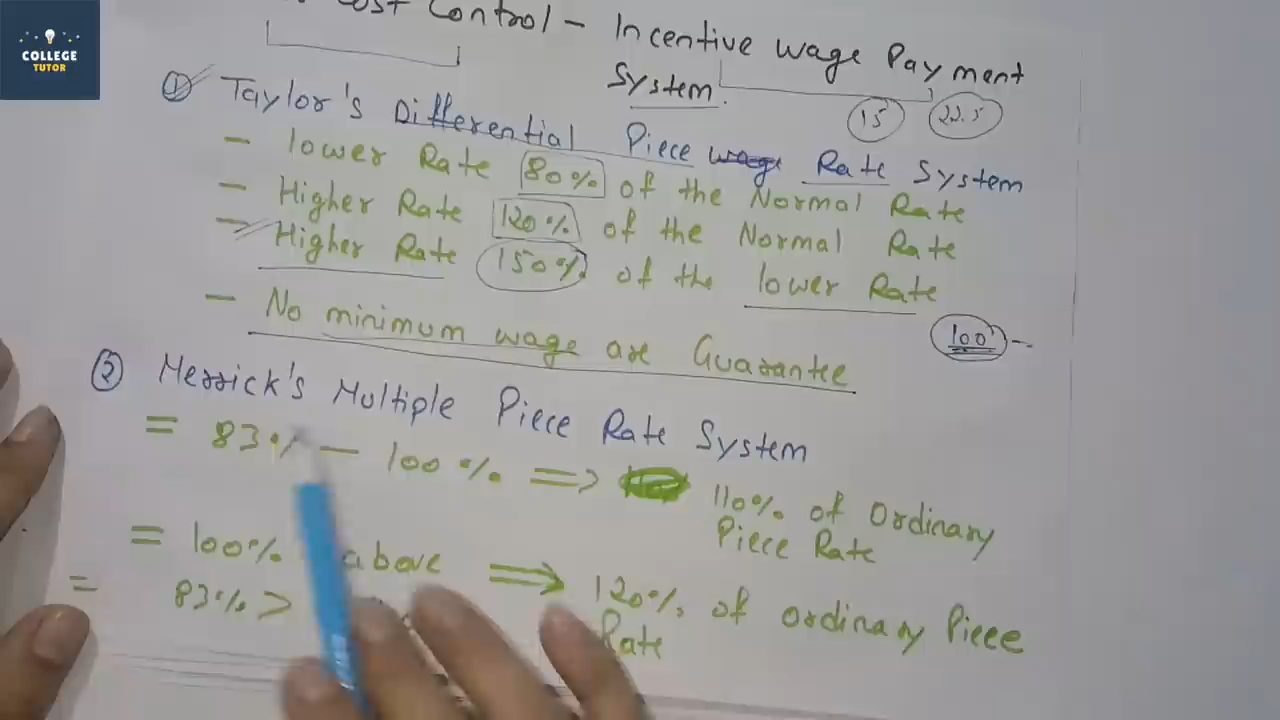 COLLEGE
TUTOR
Cost Control - Incentive wage Payment
System.
15 22.5
① Taylor's Differential Piece wage Rate System
- lower Rate 80% of the Normal Rate
- Higher Rate 120% of the Normal Rate
- Higher Rate 150% of the lower Rate
- No minimum wage are Guarantee
100 -
② Merrick's Multiple Piece Rate System
= 83% - 100% => 110% of Ordinary
Piece Rate
= 100% above => 120% of Ordinary Piece
Rate
= 83% >